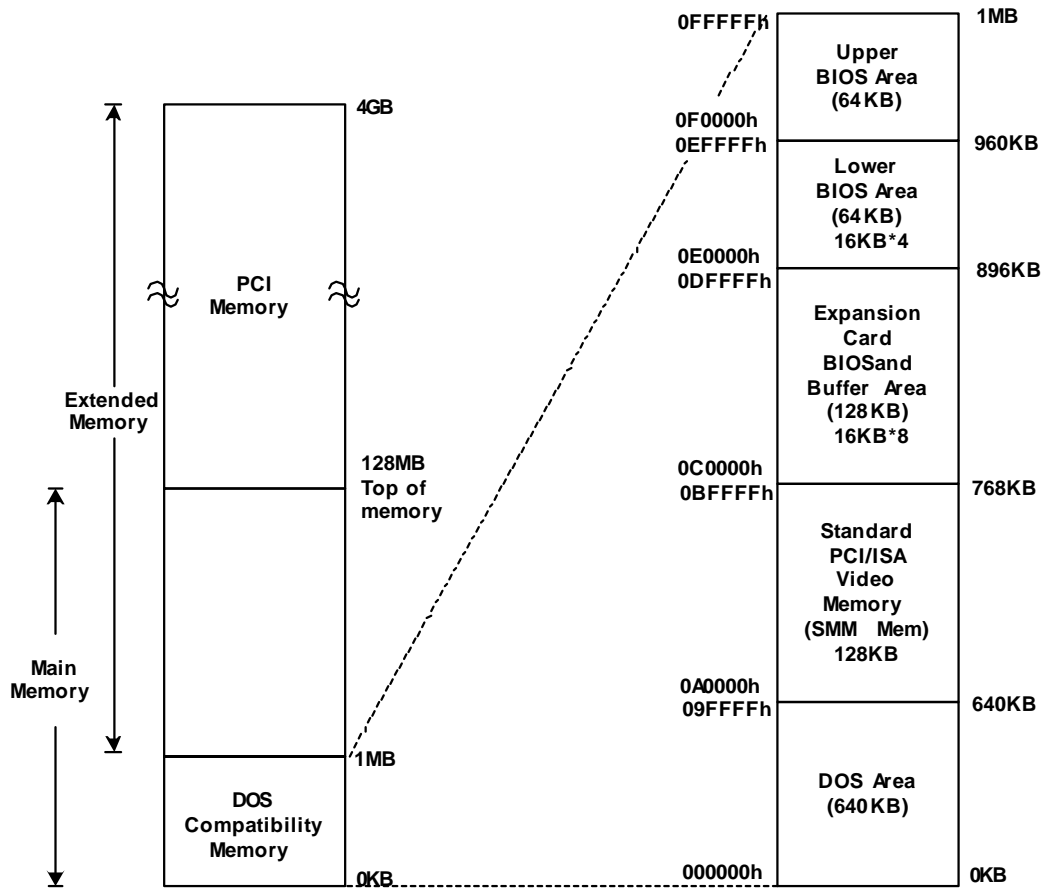 4GB
PCI
Memory
Extended
Memory
128MB
Top of
memory
Main
Memory
1MB
DOS
Compatibility
Memory
0KB
0FFFFFh
1MB
Upper
BIOS Area
(64KB)
0F0000h
0EFFFFh
960KB
Lower
BIOS Area
(64KB)
16KB*4
0E0000h
0DFFFFh
896KB
Expansion
Card
BIOSand
Buffer Area
(128KB)
16KB*8
0C0000h
0BFFFFh
768KB
Standard
PCI/ISA
Video
Memory
(SMM Mem)
128KB
0A0000h
09FFFFh
640KB
DOS Area
(640KB)
000000h
0KB